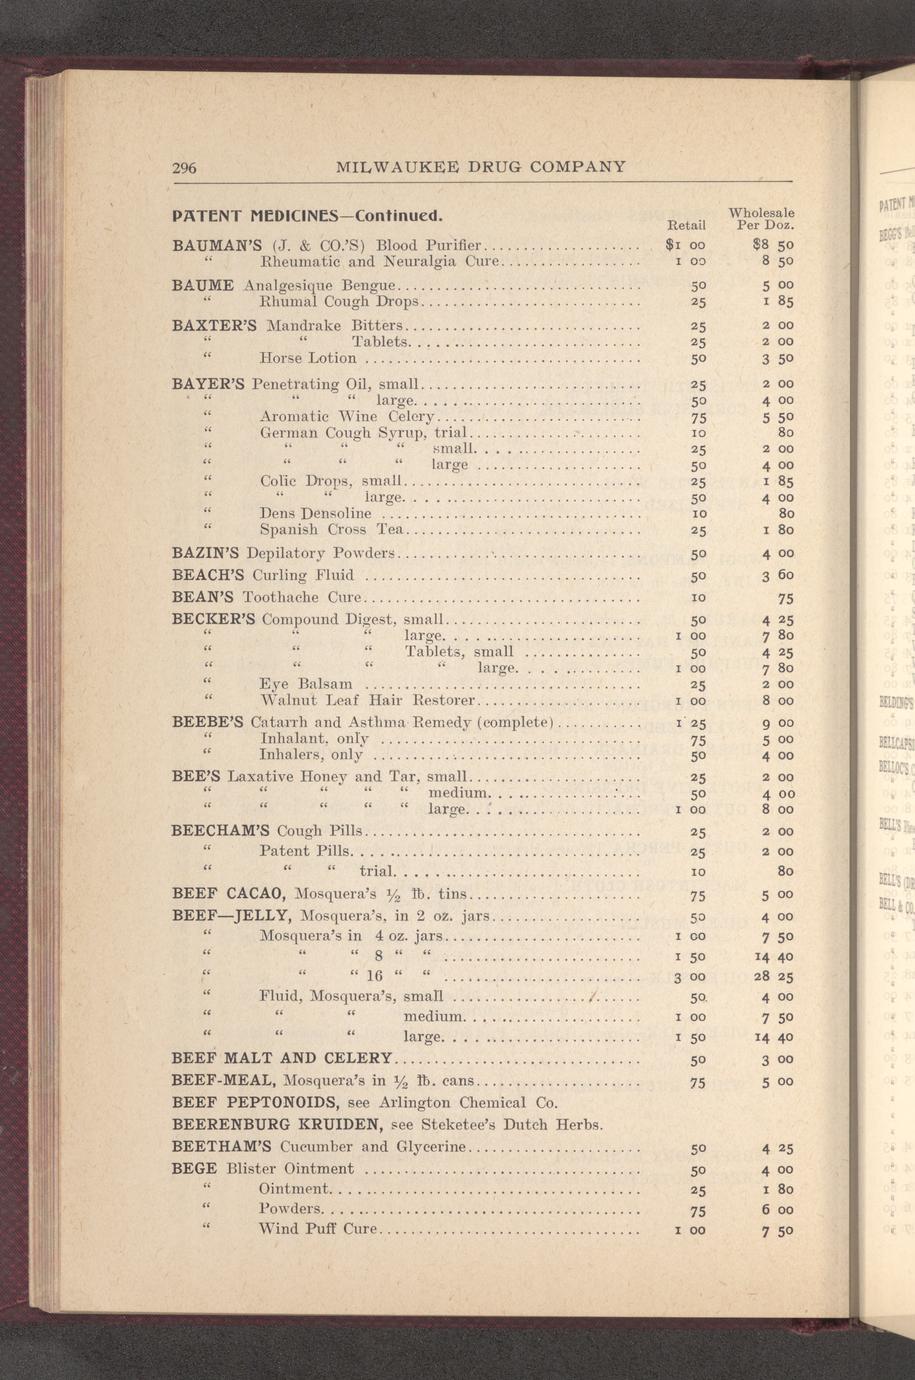 296 MILWAUKEE DRUG COMPANY
PATENT MEDICINES—Continued.
Retail Wholesale Per Doz.
BAUMAN'S (J. & CO.'S) Blood Purifier.................... $1 00 $8 50
“ Rheumatic and Neuralgia Cure................. 1 00 8 50
BAUME Analgesique Bengue.............................. 50 5 00
“ Rhumal Cough Drops........................... 25 1 85
BAXTER'S Mandrake Bitters............................. 25 2 00
“ “ Tablets............................. 25 2 00
“ Horse Lotion .................................. 50 3 50
BAYER'S Penetrating Oil, small........................... 25 2 00
“ “ “ large............................ 50 4 00
“ Aromatic Wine Celery......................... 75 5 50
“ German Cough Syrup, trial..................... 10 80
“ “ “ “ small..................... 25 2 00
“ “ “ “ large .................... 50 4 00
“ Colic Drops, small............................. 25 1 85
“ “ “ large............................. 50 4 00
“ Dens Densoline ................................ 10 80
“ Spanish Cross Tea............................. 25 1 80
BAZIN'S Depilatory Powders.............................. 50 4 00
BEACH'S Curling Fluid .................................. 50 3 60
BEAN'S Toothache Cure.................................. 10 75
BECKER'S Compound Digest, small........................ 50 4 25
“ “ “ large......................... 1 00 7 80
“ “ “ Tablets, small .............. 50 4 25
“ “ “ “ large................ 1 00 7 80
“ Eye Balsam .................................. 25 2 00
“ Walnut Leaf Hair Restorer.................... 1 00 8 00
BEEBE'S Catarrh and Asthma Remedy (complete).......... 1 25 9 00
“ Inhalant, only ................................ 75 5 00
“ Inhalers, only ................................. 50 4 00
BEE'S Laxative Honey and Tar, small..................... 25 2 00
“ “ “ “ “ medium................... 50 4 00
“ “ “ “ “ large...................... 1 00 8 00
BEECHAM'S Cough Pills.................................. 25 2 00
“ Patent Pills.................................... 25 2 00
“ “ “ trial............................... 10 80
BEEF CACAO, Mosquera's ½ lb. tins..................... 75 5 00
BEEF—JELLY, Mosquera's, in 2 oz. jars................... 50 4 00
“ Mosquera's in 4 oz. jars........................ 1 00 7 50
“ “ “ 8 “ “ ........................ 1 50 14 40
“ “ “ 16 “ “ ........................ 3 00 28 25
“ Fluid, Mosquera's, small ....................... 50 4 00
“ “ “ medium...................... 1 00 7 50
“ “ “ large......................... 1 50 14 40
BEEF MALT AND CELERY.............................. 50 3 00
BEEF-MEAL, Mosquera's in ½ lb. cans.................... 75 5 00
BEEF PEPTONOIDS, see Arlington Chemical Co.
BEERENBURG KRUIDEN, see Steketee's Dutch Herbs.
BEETHAM'S Cucumber and Glycerine..................... 50 4 25
BEGE Blister Ointment .................................. 50 4 00
“ Ointment...................................... 25 1 80
“ Powders....................................... 75 6 00
“ Wind Puff Cure................................ 1 00 7 50
PATENT
BEGG'S
BELDING'S
BELLOC'S
BELL'S
BELL'S
BELL & CO.